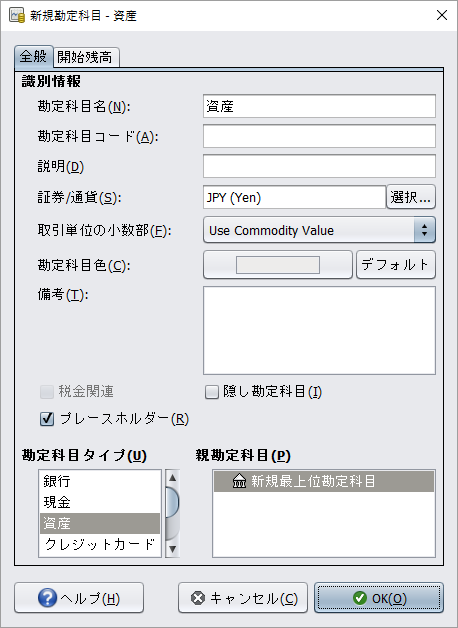 新規勘定科目 - 資産
全般 開始残高
識別情報
勘定科目名(N): 資産
勘定科目コード(A):
説明(D)
証券/通貨(S): JPY (Yen) 選択...
取引単位の小数部(F): Use Commodity Value
勘定科目色(C): デフォルト
備考(T):
税金関連 隠し勘定科目(I)
プレースホルダー(R)
勘定科目タイプ(U) 親勘定科目(P)
銀行 新規最上位勘定科目
現金
資産
クレジットカード
ヘルプ(H) キャンセル(C) OK(O)